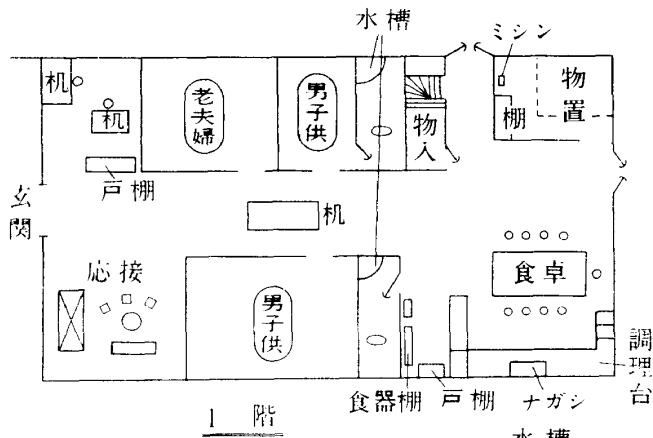 水槽
ミシン
机
机
老夫婦
男子供
物入
棚
物置
戸棚
玄関
机
応接
食卓
男子供
調理台
食器棚
戸棚
ナガシ
1階
水槽